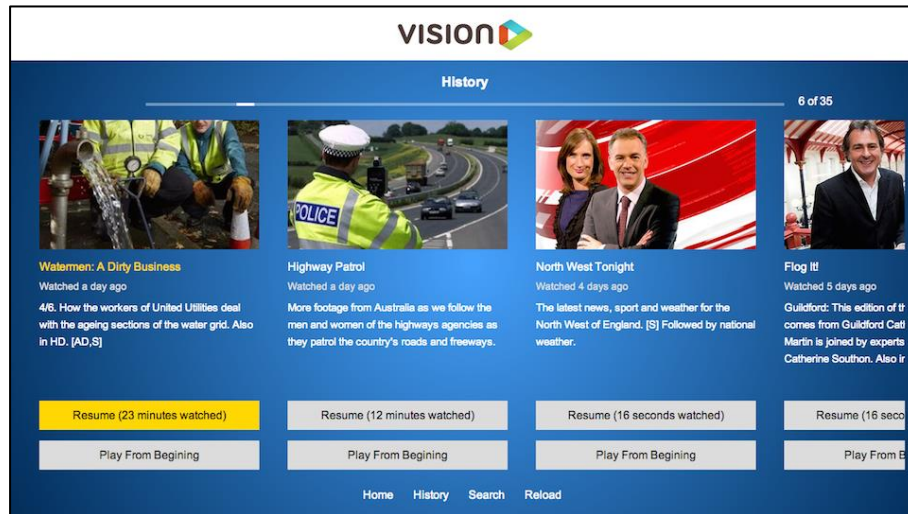 VISION
History
6 of 35
POLICE
Watermen: A Dirty Business
Watched a day ago
4/6. How the workers of United Utilities deal
with the ageing sections of the water grid. Also
in HD. [AD,S]
Resume (23 minutes watched)
Play From Begining
Highway Patrol
Watched a day ago
More footage from Australia as we follow the
men and women of the highways agencies as
they patrol the country's roads and freeways.
Resume (12 minutes watched)
Play From Begining
North West Tonight
Watched 4 days ago
The latest news, sport and weather for the
North West of England. [S] Followed by national
weather.
Resume (16 seconds watched)
Play From Begining
Flog It!
Watched 5 days ago
Guildford: This edition of th
comes from Guildford Cath
Martin is joined by experts
Catherine Southon. Also in
Resume (16 seco
Play From B
Home History Search Reload